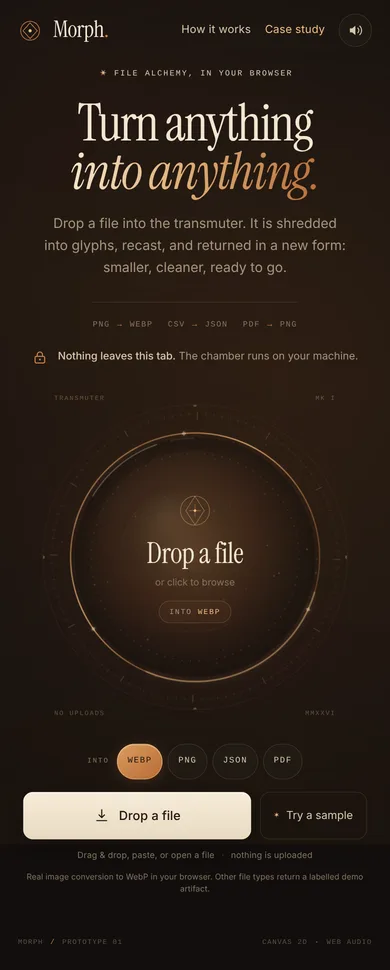 Morph.
How it works Case study
✴ FILE ALCHEMY, IN YOUR BROWSER
Turn anything
into anything.
Drop a file into the transmuter. It is shredded
into glyphs, recast, and returned in a new form:
smaller, cleaner, ready to go.
PNG → WEBP CSV → JSON PDF → PNG
Nothing leaves this tab. The chamber runs on your machine.
TRANSMUTER MK I
Drop a file
or click to browse
INTO WEBP
NO UPLOADS RMXXVI
INTO WEBP PNG JSON PDF
Drop a file
✴ Try a sample
Drag & drop, paste, or open a file · nothing is uploaded
Real image conversion to WebP in your browser. Other file types return a labelled demo
artifact.
MORPH / PROTOTYPE 01 CANVAS 2D · WEB AUDIO